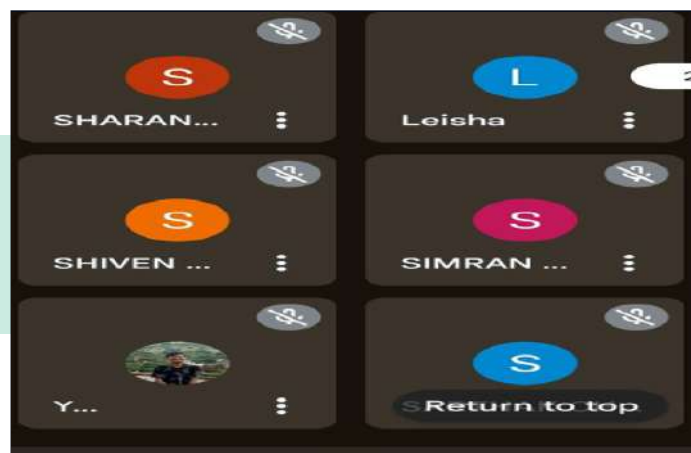 S
L
SHARAN...
Leisha
S
S
SHIVEN ...
SIMRAN ...
Y...
S
Return to top